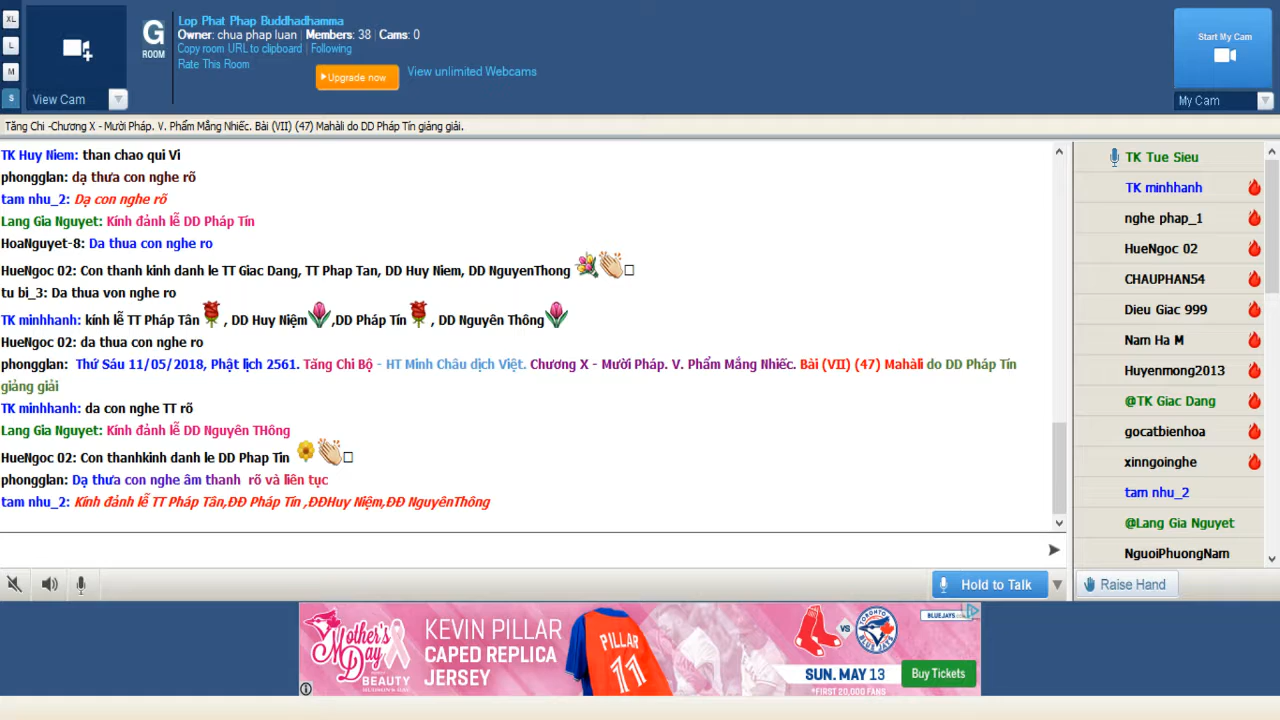 XL
L
M
S
View Cam
G
ROOM
Lop Phat Phap Buddhadhamma
Owner: chua phap luan | Members: 38 | Cams: 0
Copy room URL to clipboard | Following
Rate This Room
Upgrade now
View unlimited Webcams
Start My Cam
My Cam
Tăng Chi -Chương X - Mười Pháp. V. Phẩm Mắng Nhiếc. Bài (VII) (47) Mahàli do DD Pháp Tín giảng giải.
TK Huy Niem: than chao qui Vi
phongglan: dạ thưa con nghe rõ
tam nhu_2: Dạ con nghe rõ
Lang Gia Nguyet: Kính đảnh lễ DD Pháp Tín
HoaNguyet-8: Da thua con nghe ro
HueNgoc 02: Con thanh kinh danh le TT Giac Dang, TT Phap Tan, DD Huy Niem, DD NguyenThong
tu bi_3: Da thua von nghe ro
TK minhhanh: kính lễ TT Pháp Tân , DD Huy Niệm ,DD Pháp Tín , DD Nguyên Thông
HueNgoc 02: da thua con nghe ro
phongglan: Thứ Sáu 11/05/2018, Phật lịch 2561. Tăng Chi Bộ - HT Minh Châu dịch Việt. Chương X - Mười Pháp. V. Phẩm Mắng Nhiếc. Bài (VII) (47) Mahàli do DD Pháp Tín
giảng giải
TK minhhanh: da con nghe TT rõ
Lang Gia Nguyet: Kính đảnh lễ DD Nguyên THông
HueNgoc 02: Con thanhkinh danh le DD Phap Tin
phongglan: Dạ thưa con nghe âm thanh rõ và liên tục
tam nhu_2: Kính đảnh lễ TT Pháp Tân,ĐĐ Pháp Tín ,ĐĐHuy Niệm,ĐĐ NguyênThông
TK Tue Sieu
TK minhhanh
nghe phap_1
HueNgoc 02
CHAUPHAN54
Dieu Giac 999
Nam Ha M
Huyenmong2013
@TK Giac Dang
gocatbienhoa
xinngoinghe
tam nhu_2
@Lang Gia Nguyet
NguoiPhuongNam
Hold to Talk
Raise Hand
Mother's
Day
BEAUTY
KEVIN PILLAR
CAPED REPLICA
JERSEY
PILLAR
11
VS
SUN. MAY 13
*FIRST 20,000 FANS
Buy Tickets